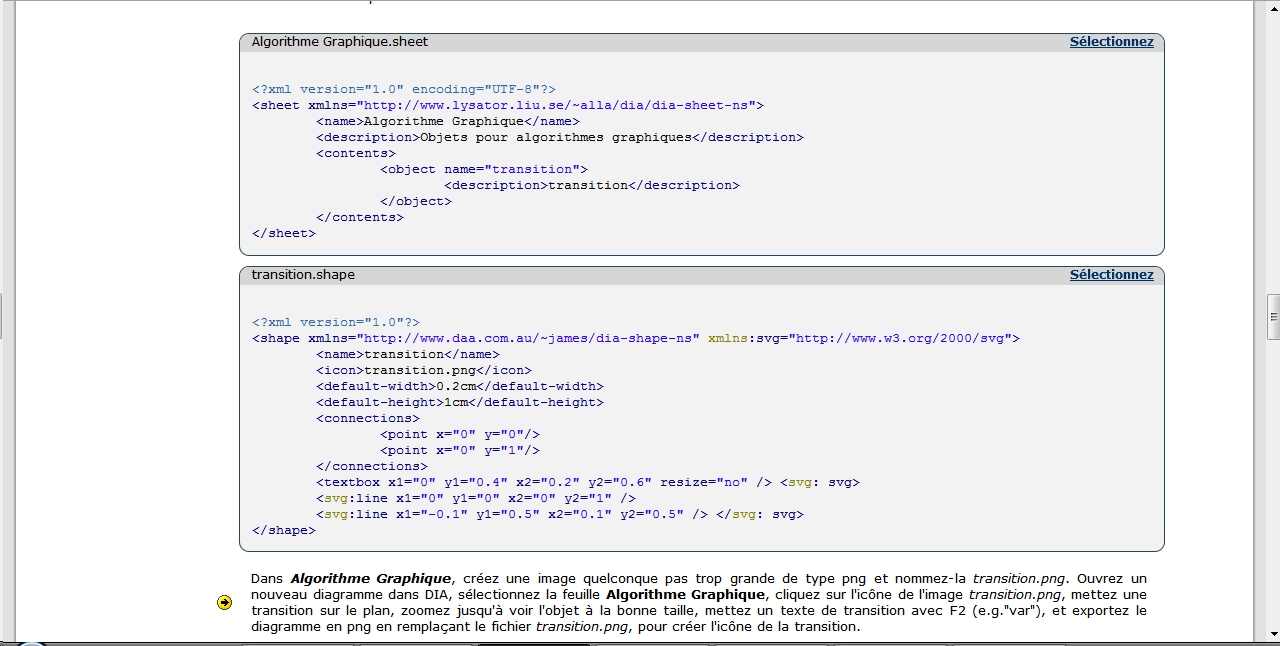 Algorithme Graphique.sheet Sélectionnez
<?xml version="1.0" encoding="UTF-8"?>
<sheet xmlns="http://www.lysator.liu.se/~alla/dia/dia-sheet-ns">
<name>Algorithme Graphique</name>
<description>Objets pour algorithmes graphiques</description>
<contents>
<object name="transition">
<description>transition</description>
</object>
</contents>
</sheet>
transition.shape Sélectionnez
<?xml version="1.0"?>
<shape xmlns="http://www.daa.com.au/~james/dia-shape-ns" xmlns:svg="http://www.w3.org/2000/svg">
<name>transition</name>
<icon>transition.png</icon>
<default-width>0.2cm</default-width>
<default-height>1cm</default-height>
<connections>
<point x="0" y="0"/>
<point x="0" y="1"/>
</connections>
<textbox x1="0" y1="0.4" x2="0.2" y2="0.6" resize="no" /> <svg: svg>
<svg:line x1="0" y1="0" x2="0" y2="1" />
<svg:line x1="-0.1" y1="0.5" x2="0.1" y2="0.5" /> </svg: svg>
</shape>
Dans Algorithme Graphique, créez une image quelconque pas trop grande de type png et nommez-la transition.png. Ouvrez un
nouveau diagramme dans DIA, sélectionnez la feuille Algorithme Graphique, cliquez sur l'icône de l'image transition.png, mettez une
transition sur le plan, zoomez jusqu'à voir l'objet à la bonne taille, mettez un texte de transition avec F2 (e.g."var"), et exportez le
diagramme en png en remplaçant le fichier transition.png, pour créer l'icône de la transition.